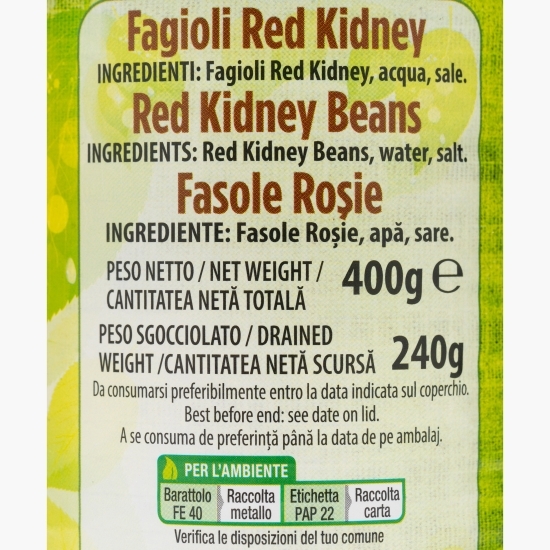 Fagioli Red Kidney
INGREDIENTI: Fagioli Red Kidney, acqua, sale.
Red Kidney Beans
INGREDIENTS: Red Kidney Beans, water, salt.
Fasole Roşie
INGREDIENTE: Fasole Roșie, apă, sare.
PESO NETTO / NET WEIGHT / 400g ℮
CANTITATEA NETĂ TOTALĂ
PESO SGOCCIOLATO / DRAINED
WEIGHT /CANTITATEA NETĂ SCURSĂ 240g
Da consumarsi preferibilmente entro la data indicata sul coperchio.
Best before end: see date on lid.
A se consuma de preferință până la data de pe ambalaj.
PER L'AMBIENTE
Barattolo Raccolta Etichetta Raccolta
FE 40 metallo PAP 22 carta
Verifica le disposizioni del tuo comune